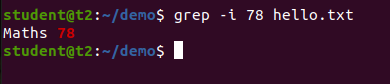 student@t2:~/demo$ grep -i 78 hello.txt
Maths 78
student@t2:~/demo$